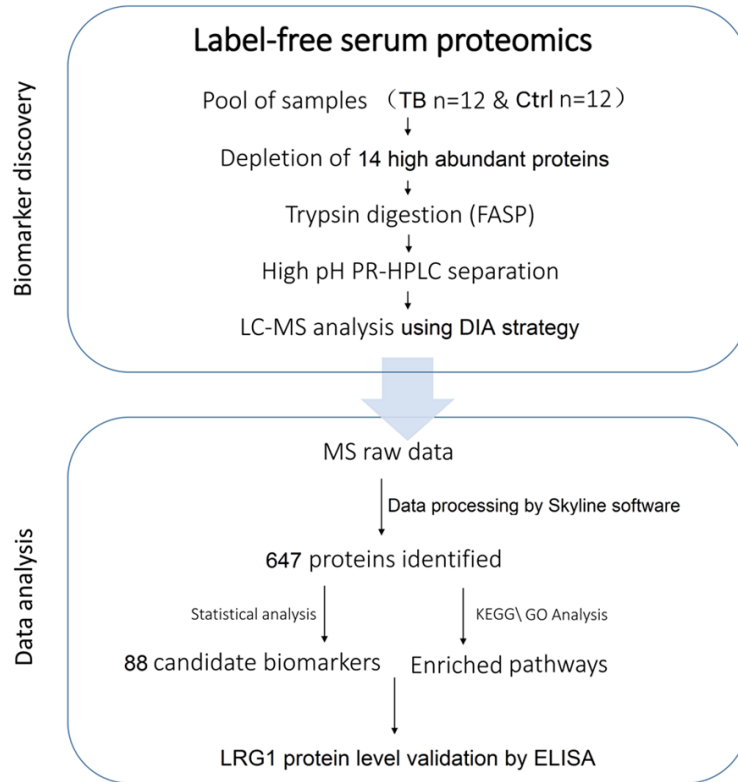 Biomarker discovery
Label-free serum proteomics
Pool of samples （TB n=12 & Ctrl n=12）
Depletion of 14 high abundant proteins
Trypsin digestion (FASP)
High pH PR-HPLC separation
LC-MS analysis using DIA strategy
Data analysis
MS raw data
Data processing by Skyline software
647 proteins identified
Statistical analysis
KEGG\ GO Analysis
88 candidate biomarkers
Enriched pathways
LRG1 protein level validation by ELISA